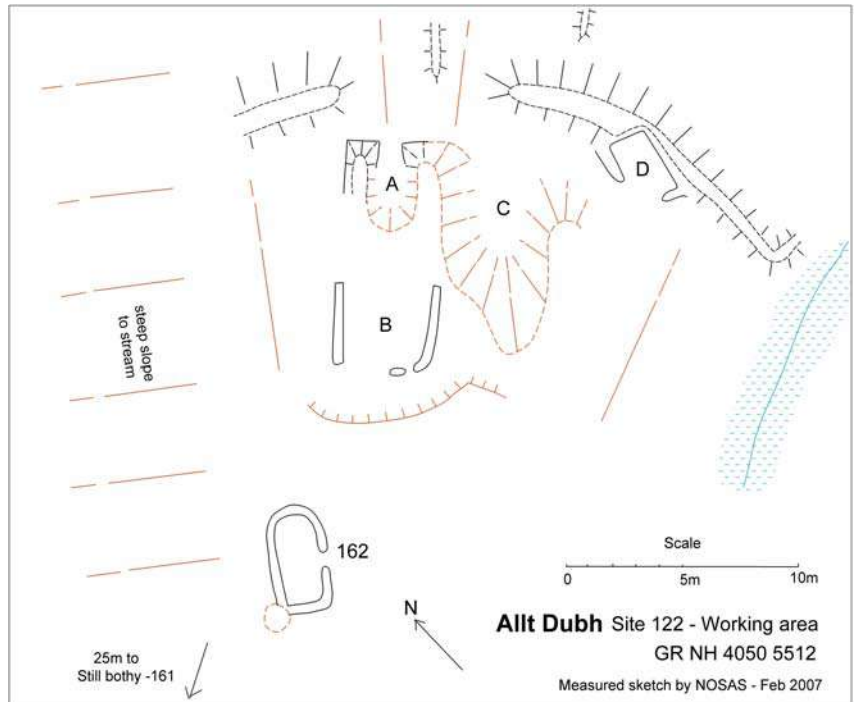 D
A
C
steep slope
to stream
B
162
Scale
0 5m 10m
N
Allt Dubh Site 122 - Working area
GR NH 4050 5512
25m to
Still bothy -161
Measured sketch by NOSAS - Feb 2007